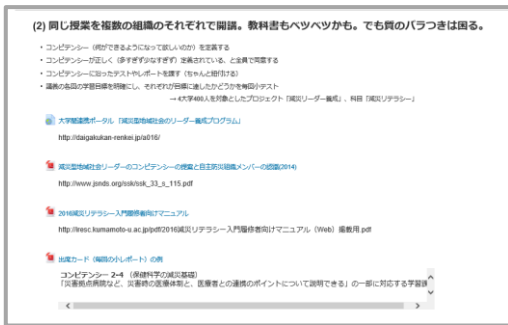 (2) 同じ授業を複数の組織のそれぞれで開講。教科書もベツベツかも。でも質のバラつきは困る。
・コンピテンシー（何ができるようになって欲しいのか）を定義する
・コンピテンシーが正しく（多すぎず少なすぎず）定義されている、と全員で同意する
・コンピテンシーに沿ったテストやレポートを課す（ちゃんと紐付ける）
・講義の各回の学習目標を明確にし、それぞれが目標に達したかどうかを毎回小テスト
→ 4大学400人を対象としたプロジェクト「減災リーダー養成」、科目「減災リテラシー」
大学間連携ポータル「減災型地域社会のリーダー養成プログラム」
http://daigakukan-renkei.jp/a016/
減災型地域社会リーダーのコンピテンシーの提案と自主防災組織メンバーの認識(2014)
http://www.jsnds.org/ssk/ssk_33_s_115.pdf
2016減災リテラシー入門履修者向けマニュアル
http://iresc.kumamoto-u.ac.jp/pdf/2016減災リテラシー入門履修者向けマニュアル（Web）掲載用.pdf
出席カード（毎回の小レポート）の例
コンピテンシー 2-4 （保健科学の減災基礎）
「災害拠点病院など、災害時の医療体制と、医療者との連携のポイントについて説明できる」の一部に対応する学習課